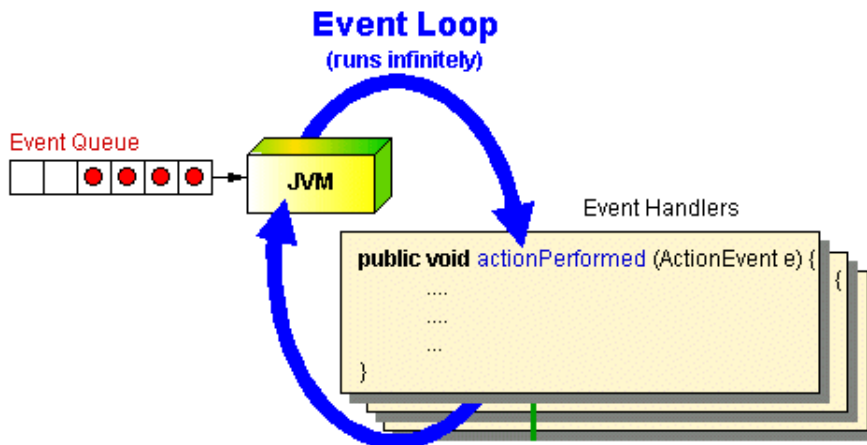 Event Loop
(runs infinitely)
Event Queue
JVM
Event Handlers
public void actionPerformed (ActionEvent e) {
{
....
....
...
}